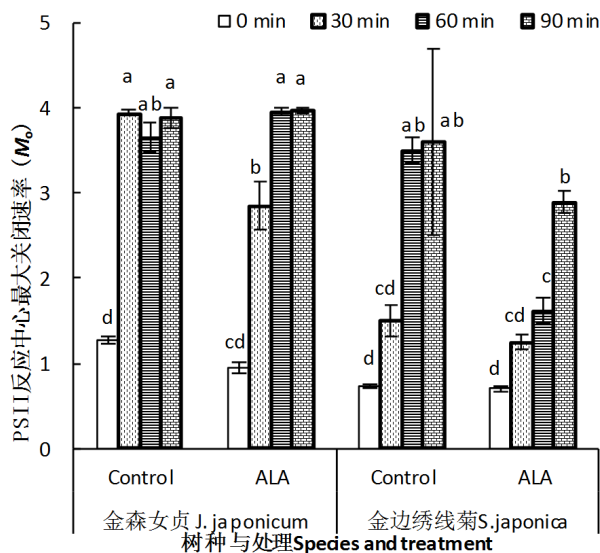 5
0 min 30 min 60 min 90 min
PSII反应中心最大关闭速率（Mo）
4
3
2
1
0
d a ab a
cd b a a
d cd ab ab
d cd c b
Control ALA Control ALA
金森女贞 J. japonicum 金边绣线菊S.japonica
树种与处理Species and treatment